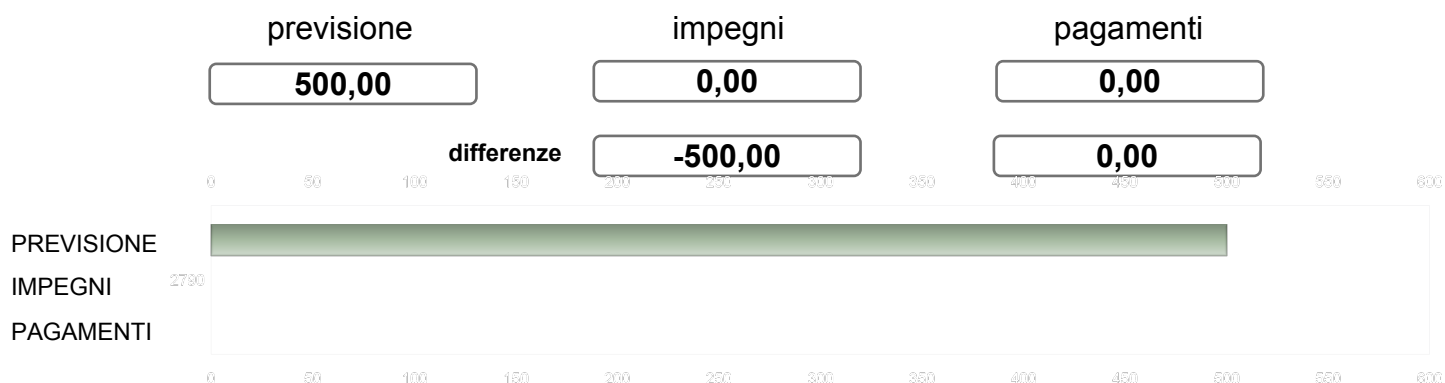 previsione impegni pagamenti
500,00 0,00 0,00
differenze -500,00 0,00
0 50 100 150 200 250 300 350 400 450 500 550 600
PREVISIONE
2790
IMPEGNI
PAGAMENTI
0 50 100 150 200 250 300 350 400 450 500 550 600